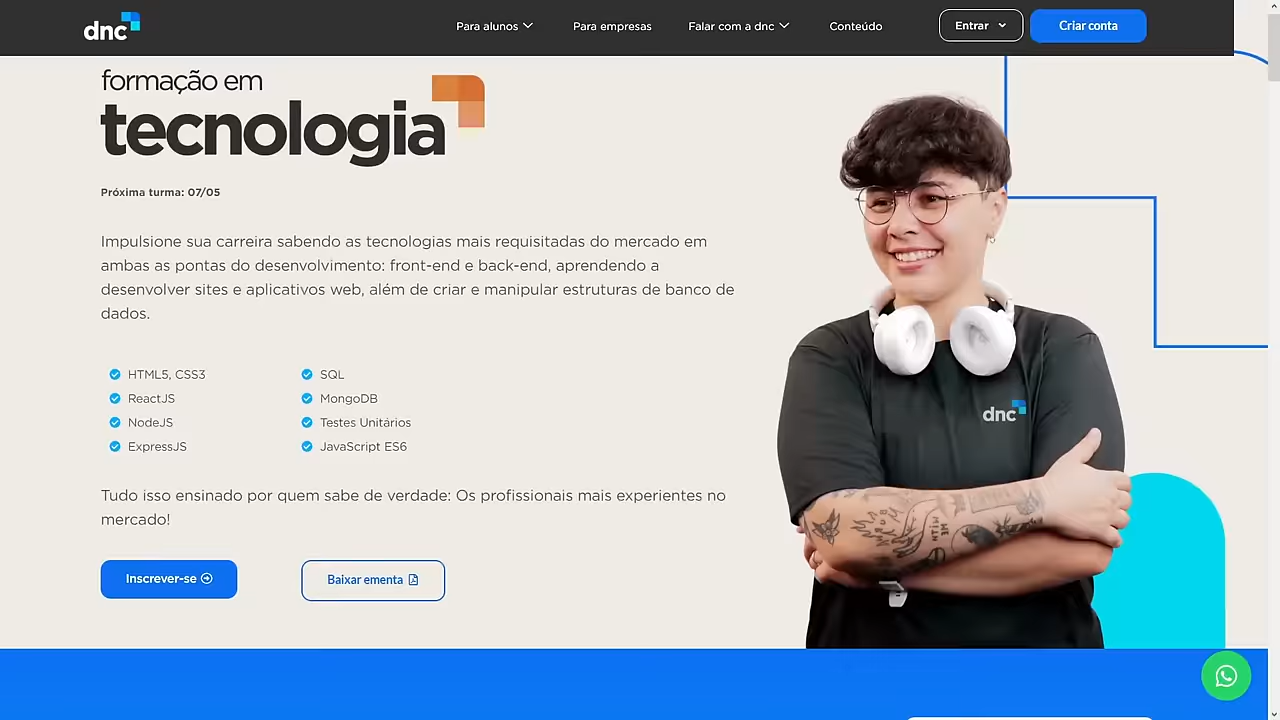 dnc
Para alunos
Para empresas
Falar com a dnc
Conteúdo
Entrar
Criar conta
formação em
tecnologia
Próxima turma: 07/05
Impulsione sua carreira sabendo as tecnologias mais requisitadas do mercado em
ambas as pontas do desenvolvimento: front-end e back-end, aprendendo a
desenvolver sites e aplicativos web, além de criar e manipular estruturas de banco de
dados.
HTML5, CSS3
ReactJS
NodeJS
ExpressJS
SQL
MongoDB
Testes Unitários
JavaScript ES6
Tudo isso ensinado por quem sabe de verdade: Os profissionais mais experientes no
mercado!
Inscrever-se
Baixar ementa
dnc